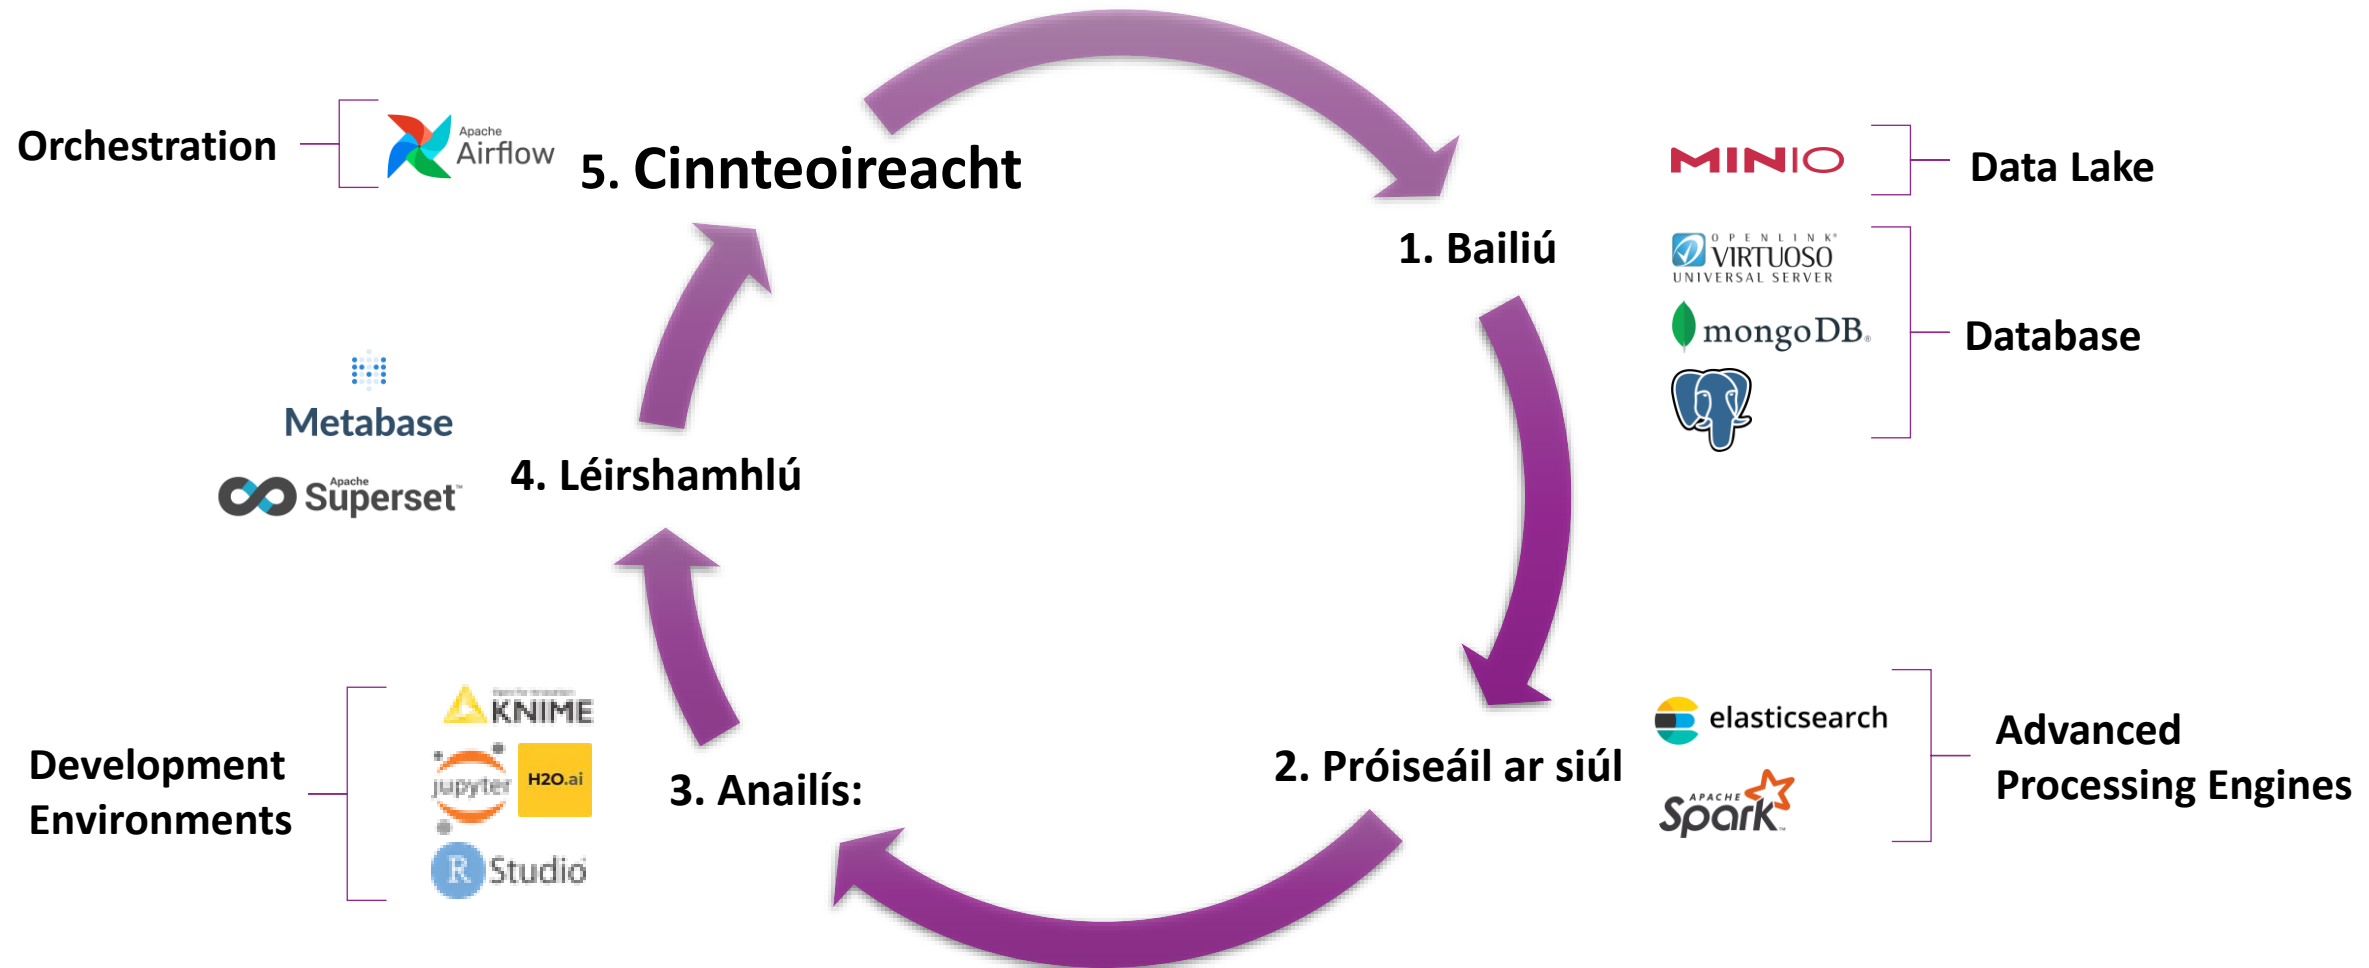 Orchestration
Apache
Airflow
5. Cinnteoireacht
MINIO
Data Lake
1. Bailiú
OPENLINK
VIRTUOSO
UNIVERSAL SERVER
mongoDB®
Database
Metabase
Apache
Superset™
4. Léirshamhlú
Development
Environments
KNIME
jupyter
H2O.ai
R Studio
3. Anailís:
2. Próiseáil ar siúl
elasticsearch
APACHE
Spark™
Advanced
Processing Engines